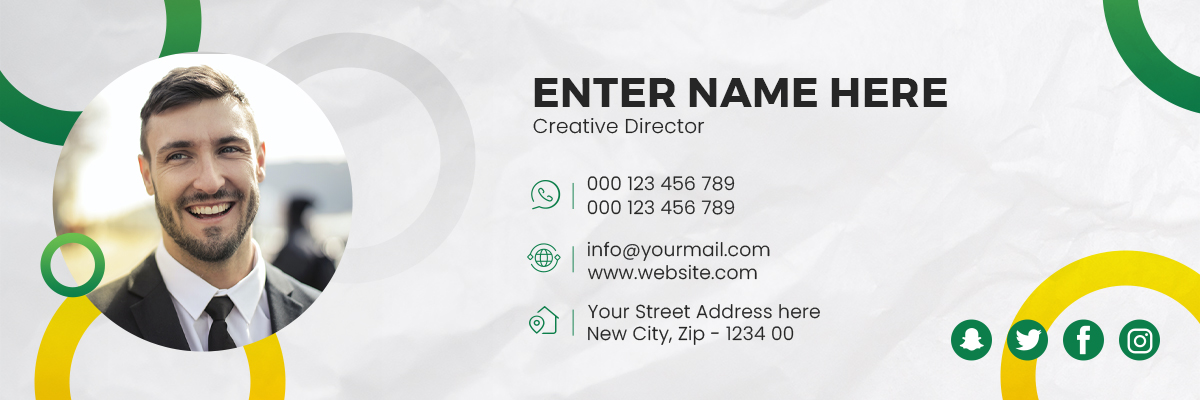 ENTER NAME HERE
Creative Director
000 123 456 789
000 123 456 789
info@yourmail.com
www.website.com
Your Street Address here
New City, Zip - 1234 00